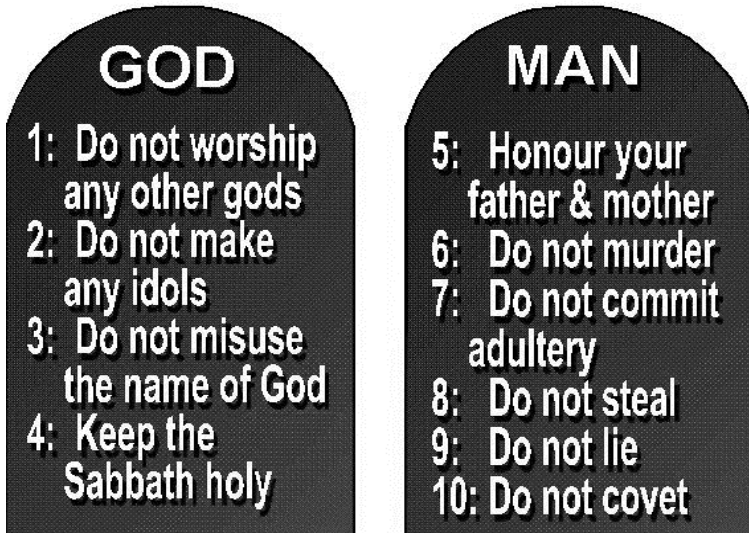 GOD
1: Do not worship
any other gods
2: Do not make
any idols
3: Do not misuse
the name of God
4: Keep the
Sabbath holy
MAN
5: Honour your
father & mother
6: Do not murder
7: Do not commit
adultery
8: Do not steal
9: Do not lie
10: Do not covet